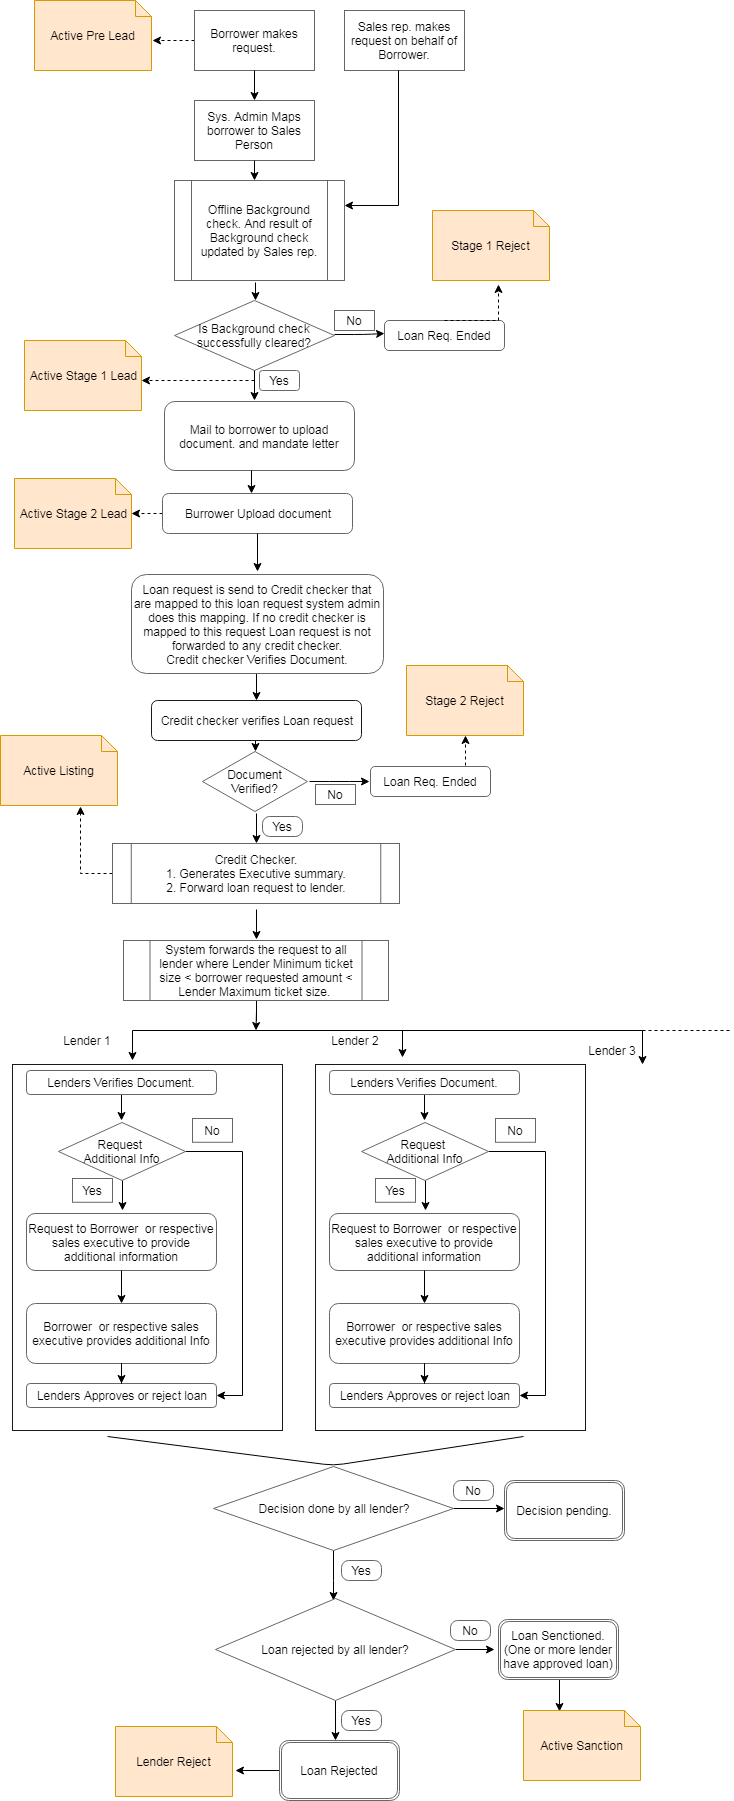 Active Pre Lead
Borrower makes
request.
Sales rep. makes
request on behalf of
Borrower.
Sys. Admin Maps
borrower to Sales
Person
Offline Background
check. And result of
Background check
updated by Sales rep.
Stage 1 Reject
Is Background check
successfully cleared?
No
Loan Req. Ended
Active Stage 1 Lead
Yes
Mail to borrower to upload
document. and mandate letter
Active Stage 2 Lead
Burrower Upload document
Loan request is send to Credit checker that
are mapped to this loan request system admin
does this mapping. If no credit checker is
mapped to this request Loan request is not
forwarded to any credit checker.
Credit checker Verifies Document.
Stage 2 Reject
Credit checker verifies Loan request
Active Listing
Document
Verified?
No
Loan Req. Ended
Yes
Credit Checker.
1. Generates Executive summary.
2. Forward loan request to lender.
System forwards the request to all
lender where Lender Minimum ticket
size < borrower requested amount <
Lender Maximum ticket size.
Lender 1
Lender 2
Lender 3
Lenders Verifies Document.
Request
Additional Info
No
Yes
Request to Borrower or respective
sales executive to provide
additional information
Borrower or respective sales
executive provides additional Info
Lenders Approves or reject loan
Lenders Verifies Document.
Request
Additional Info
No
Yes
Request to Borrower or respective
sales executive to provide
additional information
Borrower or respective sales
executive provides additional Info
Lenders Approves or reject loan
Decision done by all lender?
No
Decision pending.
Yes
Loan rejected by all lender?
No
Loan Senctioned.
(One or more lender
have approved loan)
Yes
Lender Reject
Loan Rejected
Active Sanction